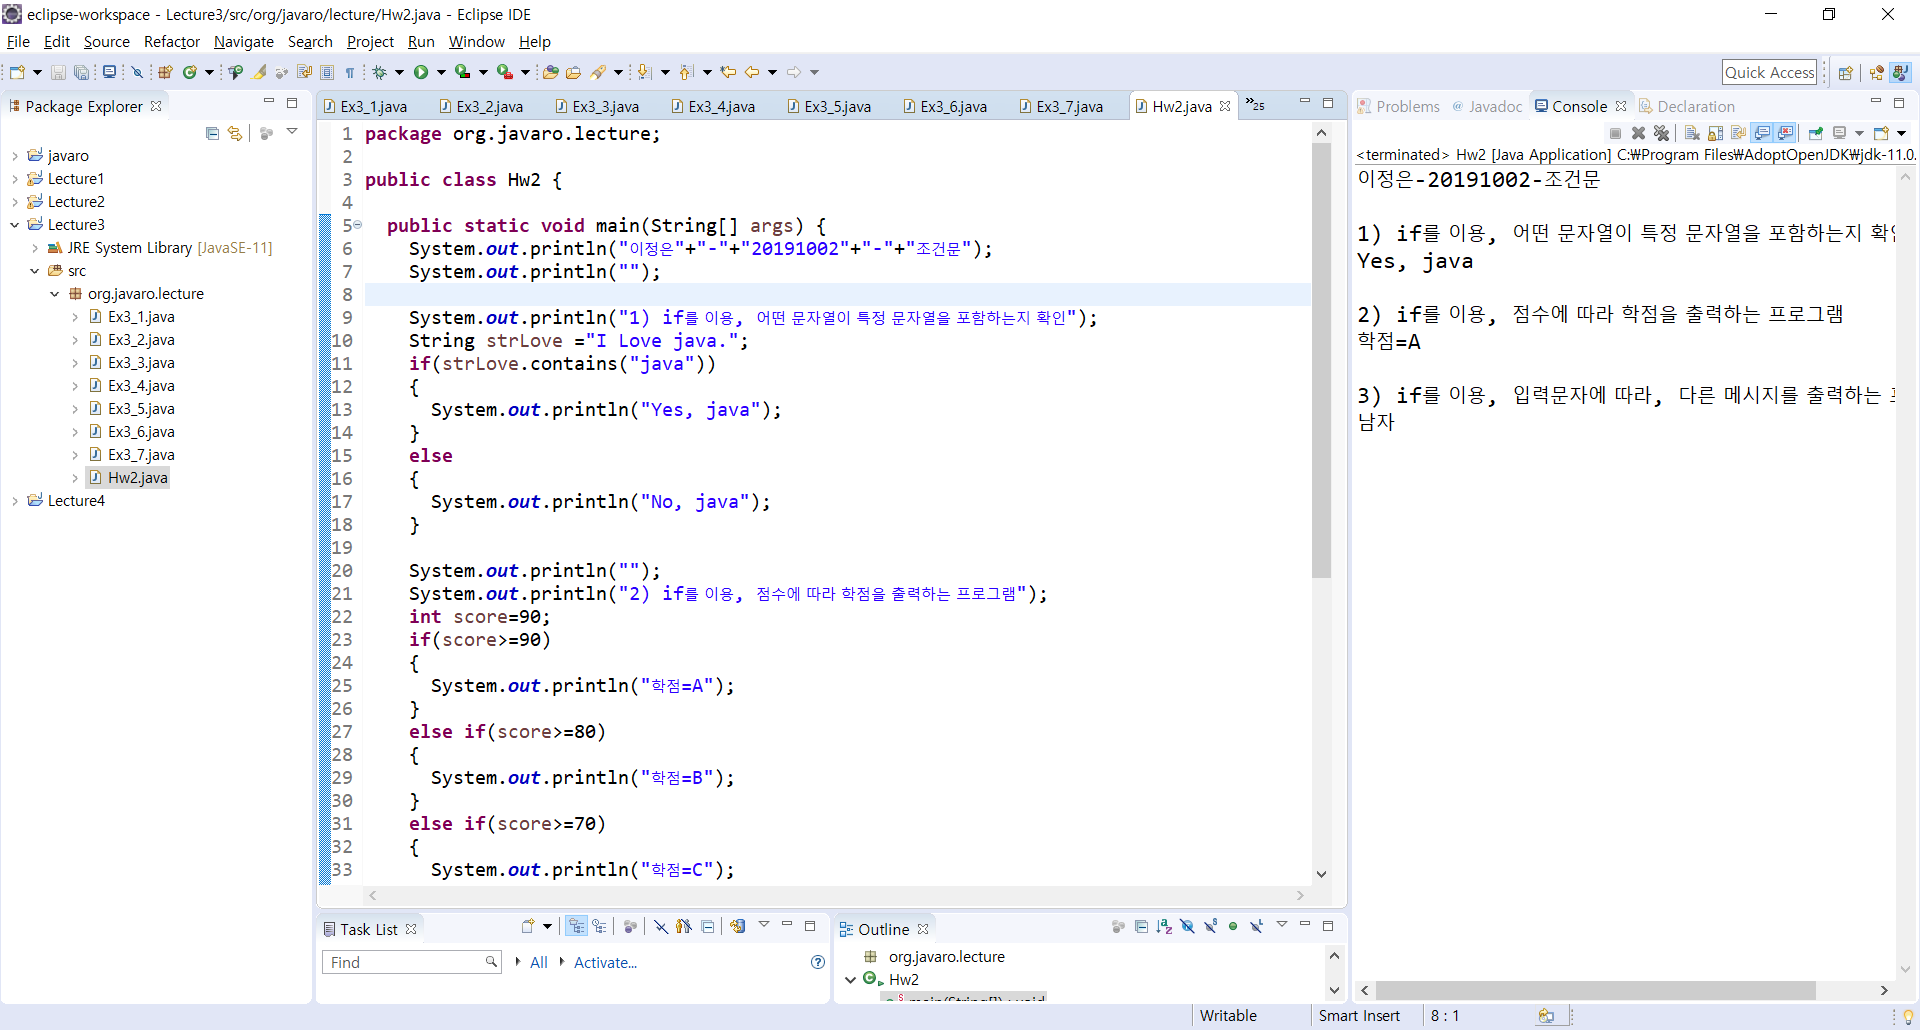 eclipse-workspace - Lecture3/src/org/javaro/lecture/Hw2.java - Eclipse IDE
File Edit Source Refactor Navigate Search Project Run Window Help
Quick Access
Package Explorer
javaro
Lecture1
Lecture2
Lecture3
JRE System Library [JavaSE-11]
src
org.javaro.lecture
Ex3_1.java
Ex3_2.java
Ex3_3.java
Ex3_4.java
Ex3_5.java
Ex3_6.java
Ex3_7.java
Hw2.java
Lecture4
Ex3_1.java Ex3_2.java Ex3_3.java Ex3_4.java Ex3_5.java Ex3_6.java Ex3_7.java Hw2.java »25
1 package org.javaro.lecture;
2
3 public class Hw2 {
4
5 public static void main(String[] args) {
6 System.out.println("이정은"+"-"+"20191002"+"-"+"조건문");
7 System.out.println("");
8
9 System.out.println("1) if를 이용, 어떤 문자열이 특정 문자열을 포함하는지 확인");
10 String strLove ="I Love java.";
11 if(strLove.contains("java"))
12 {
13 System.out.println("Yes, java");
14 }
15 else
16 {
17 System.out.println("No, java");
18 }
19
20 System.out.println("");
21 System.out.println("2) if를 이용, 점수에 따라 학점을 출력하는 프로그램");
22 int score=90;
23 if(score>=90)
24 {
25 System.out.println("학점=A");
26 }
27 else if(score>=80)
28 {
29 System.out.println("학점=B");
30 }
31 else if(score>=70)
32 {
33 System.out.println("학점=C");
Task List
Find All Activate...
Outline
org.javaro.lecture
Hw2
main(String[]) : void
Problems @ Javadoc Console Declaration
<terminated> Hw2 [Java Application] C:₩Program Files₩AdoptOpenJDK₩jdk-11.0.
이정은-20191002-조건문
1) if를 이용, 어떤 문자열이 특정 문자열을 포함하는지 확인
Yes, java
2) if를 이용, 점수에 따라 학점을 출력하는 프로그램
학점=A
3) if를 이용, 입력문자에 따라, 다른 메시지를 출력하는
남자
Writable Smart Insert 8 : 1